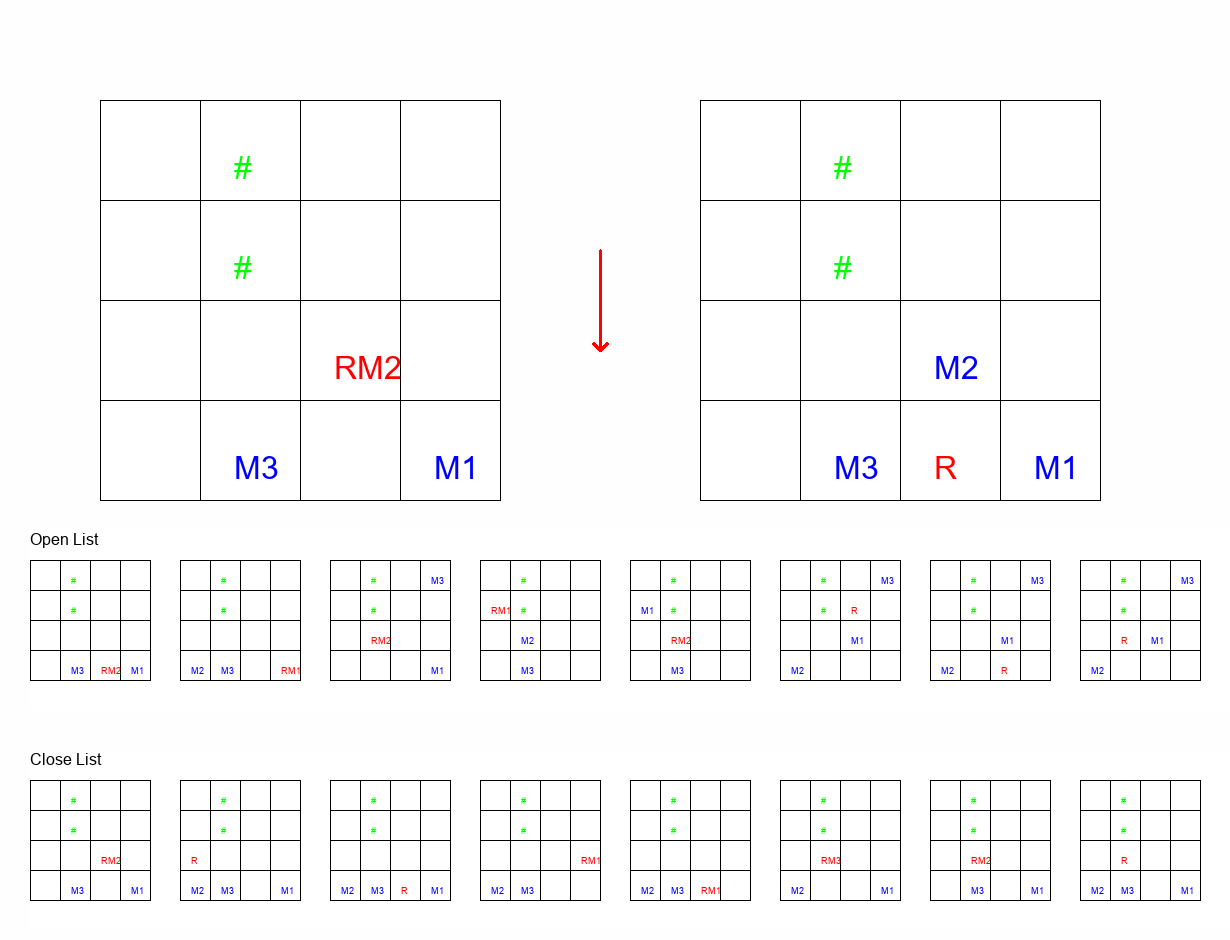 # #
# #
RM2 M2
M3 M1 M3 R M1
Open List
# # # M3 # # # M3 # M3 # M3
# # # RM1 # M1 # # R # #
RM2 M2 RM2 M1 M1 R M1
M3 RM2 M1 M2 M3 RM1 M1 M3 M3 M2 M2 R M2
Close List
# # # # # # # #
# # # # # # # #
RM2 R RM1 RM3 RM2 R
M3 M1 M2 M3 M1 M2 M3 R M1 M2 M3 M2 M3 RM1 M2 M1 M3 M1 M2 M3 M1